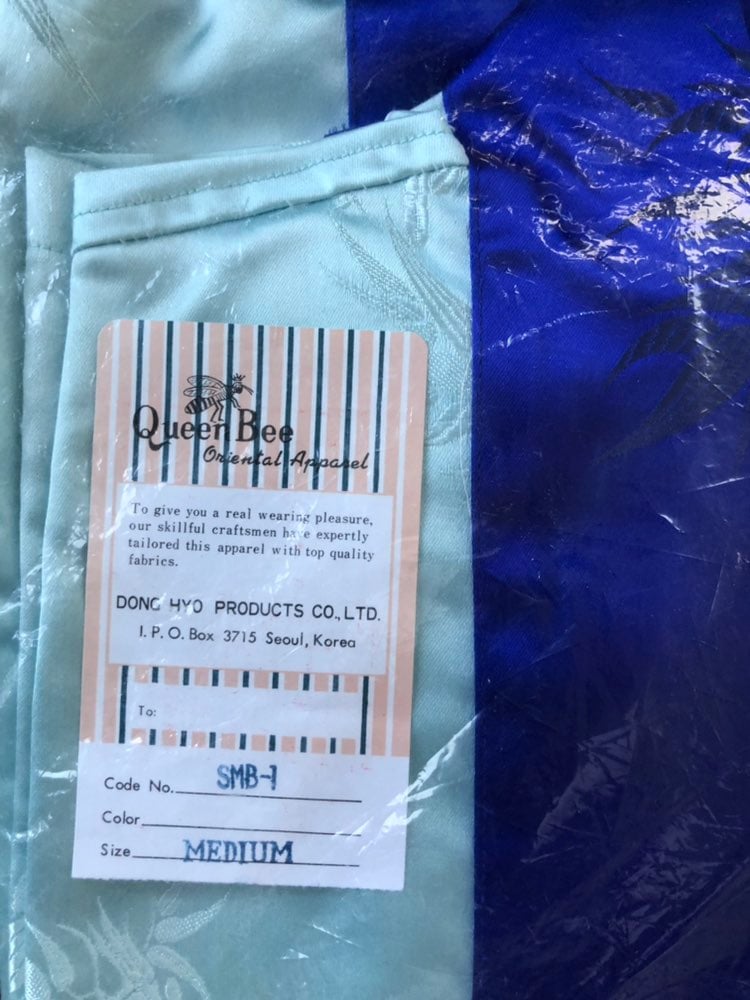 Queen Bee
Oriental Apparel
To give you a real wearing pleasure,
our skillful craftsmen have expertly
tailored this apparel with top quality
fabrics.
DONG HYO PRODUCTS CO., LTD.
I. P. O. Box 3715 Seoul, Korea
To:
Code No. SMB-1
Color
Size MEDIUM